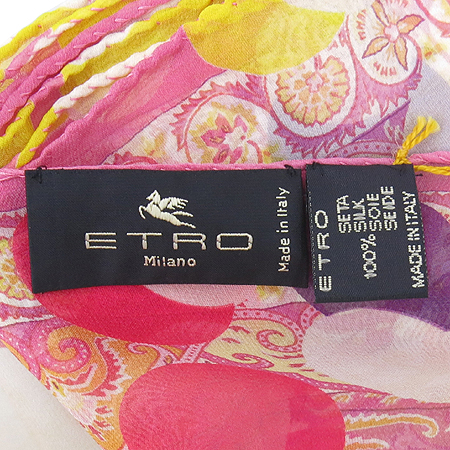 ETRO
Milano
Made in Italy
ETRO
SETA
SILK
100% SOIE
SEIDE
MADE IN ITALY